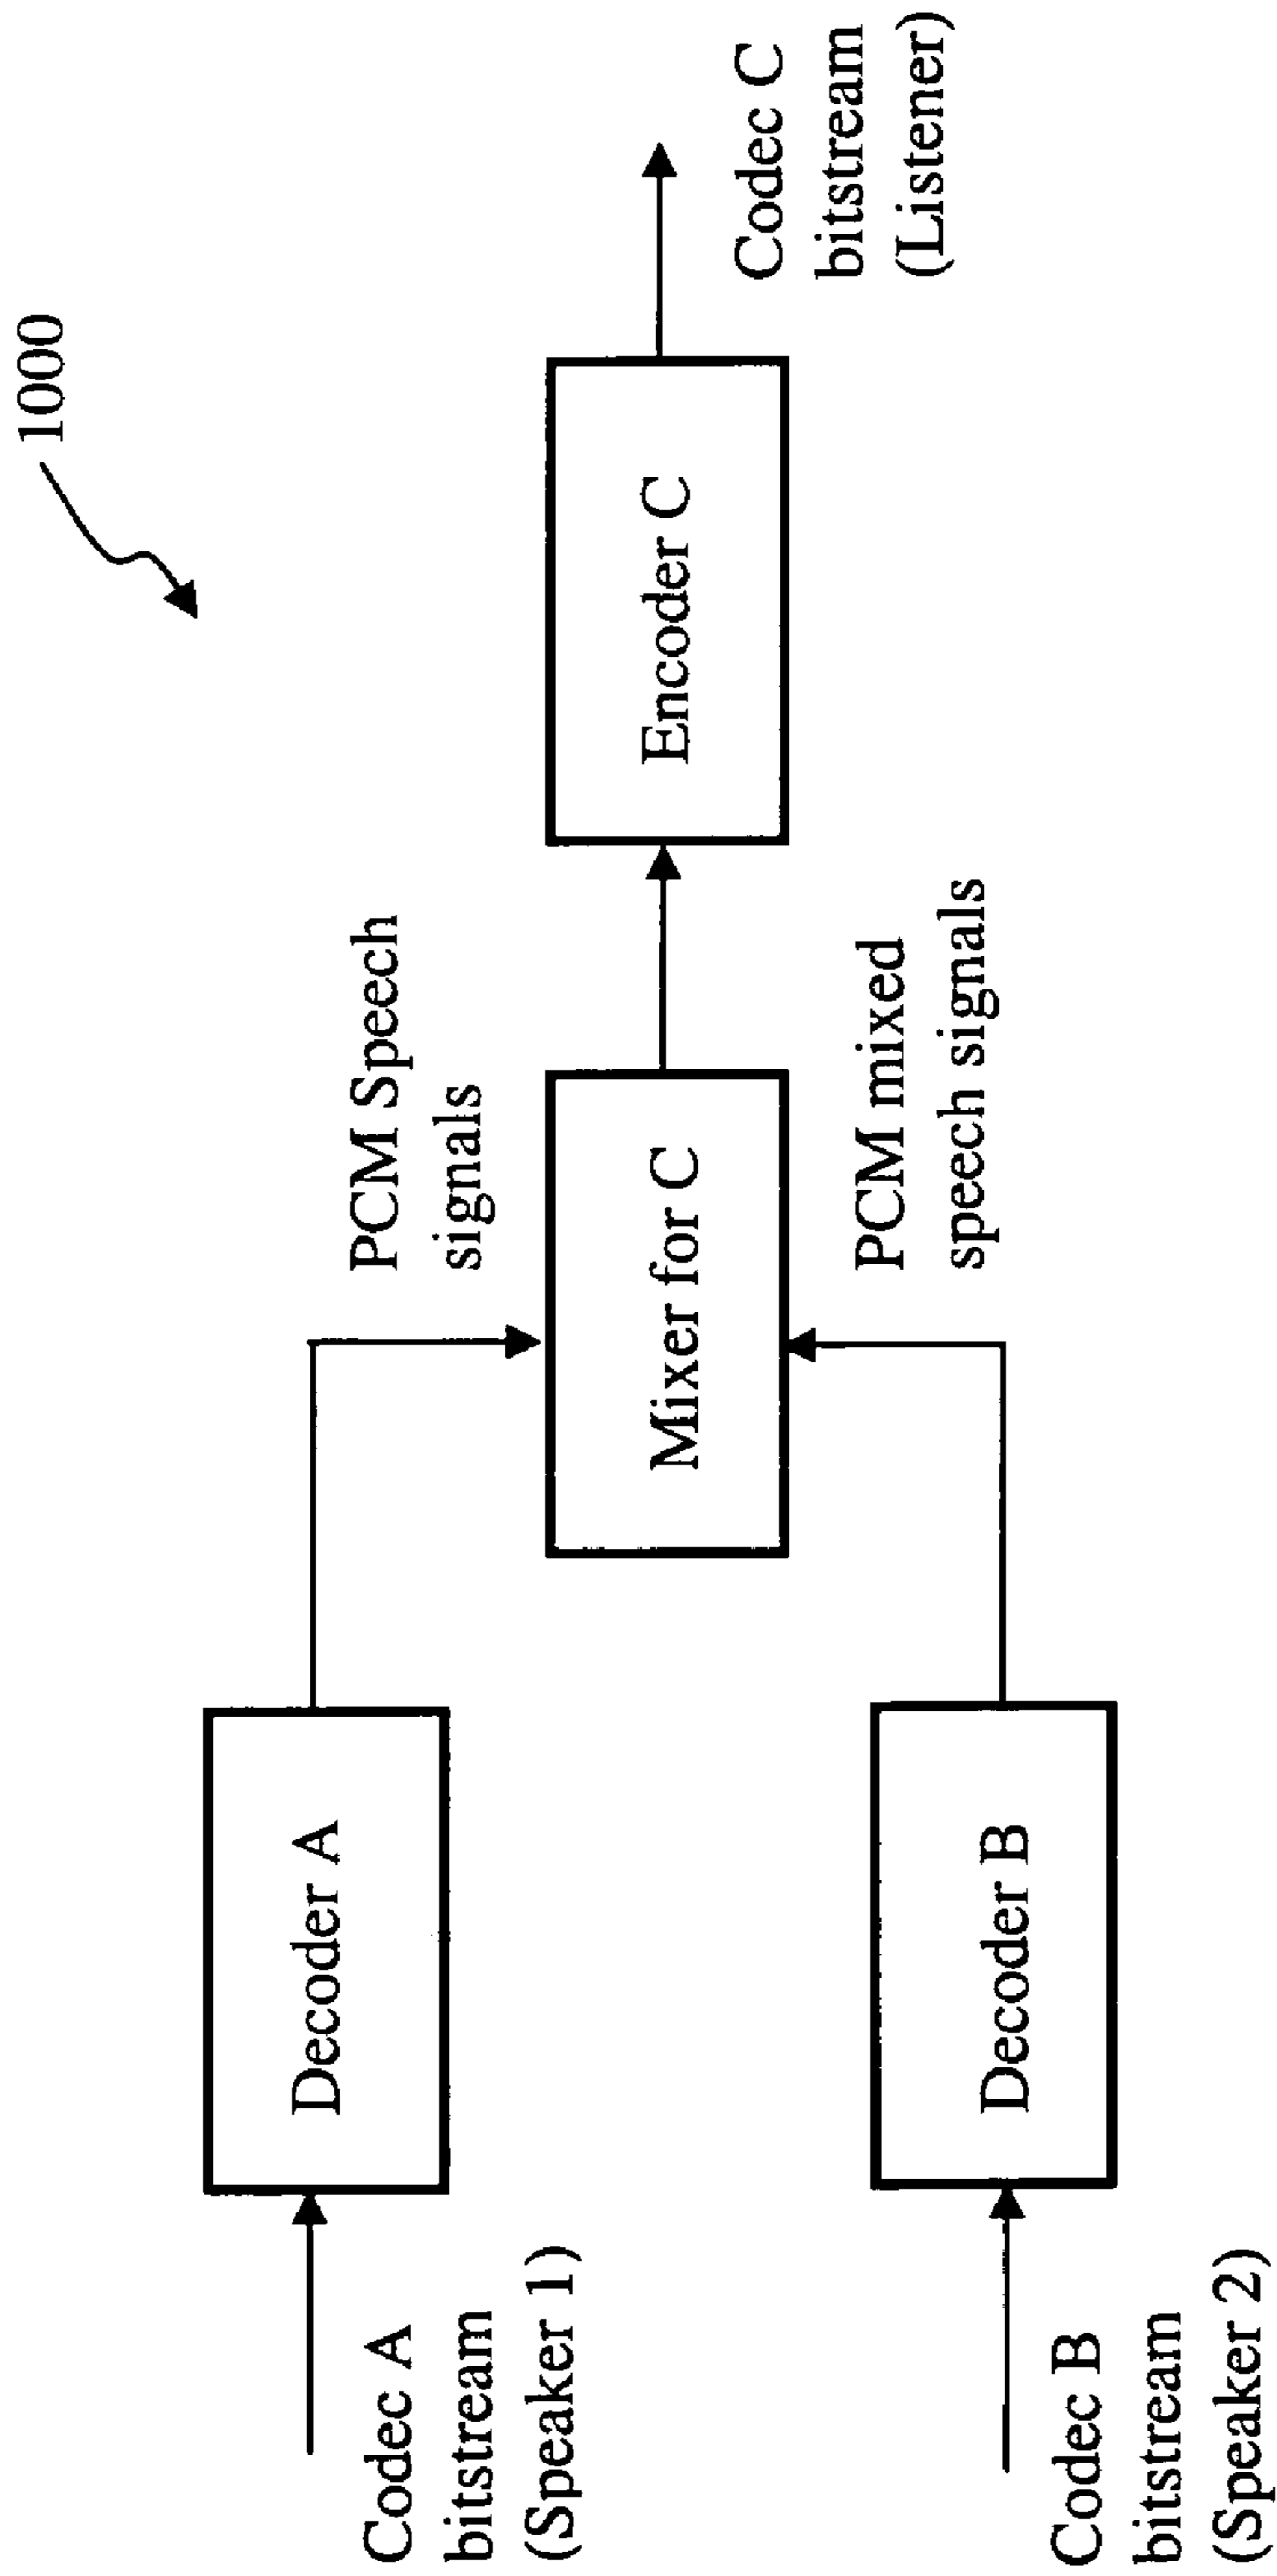 1000
Codec A
bitstream
(Speaker 1)
Decoder A
PCM Speech
signals
Mixer for C
Encoder C
Codec C
bitstream
(Listener)
PCM mixed
speech signals
Decoder B
Codec B
bitstream
(Speaker 2)